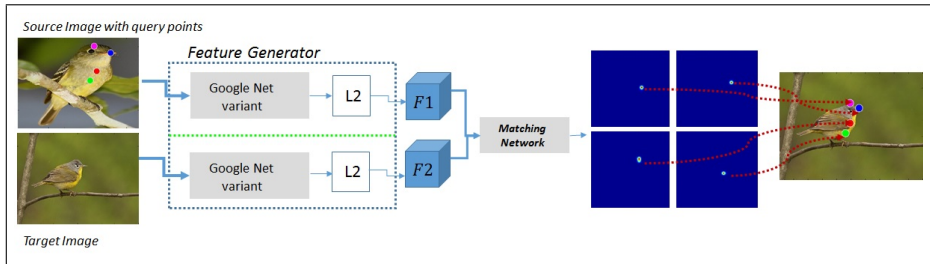 Source Image with query points
Feature Generator
Google Net
variant
L2
F1
Matching
Network
Google Net
variant
L2
F2
Target Image